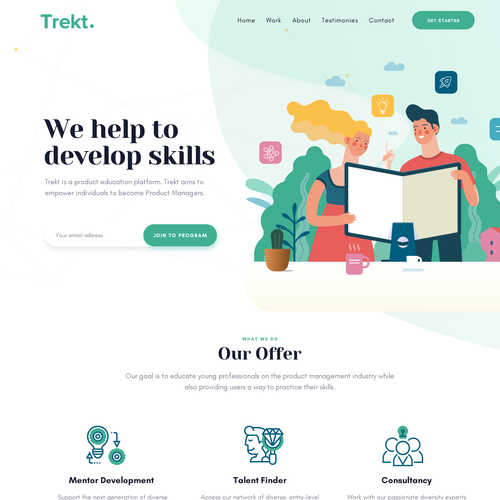 Trekt.
Home Work About Testimonies Contact GET STARTED
We help to
develop skills
Trekt is a product education platform. Trekt aims to
empower individuals to become Product Managers.
Your email address JOIN TO PROGRAM
WHAT WE DO
Our Offer
Our goal is to educate young professionals on the product management industry while
also providing users a way to practice their skills.
Mentor Development Talent Finder Consultancy
Support the next generation of diverse Access our network of diverse, entry-level Work with our passionate diversity experts